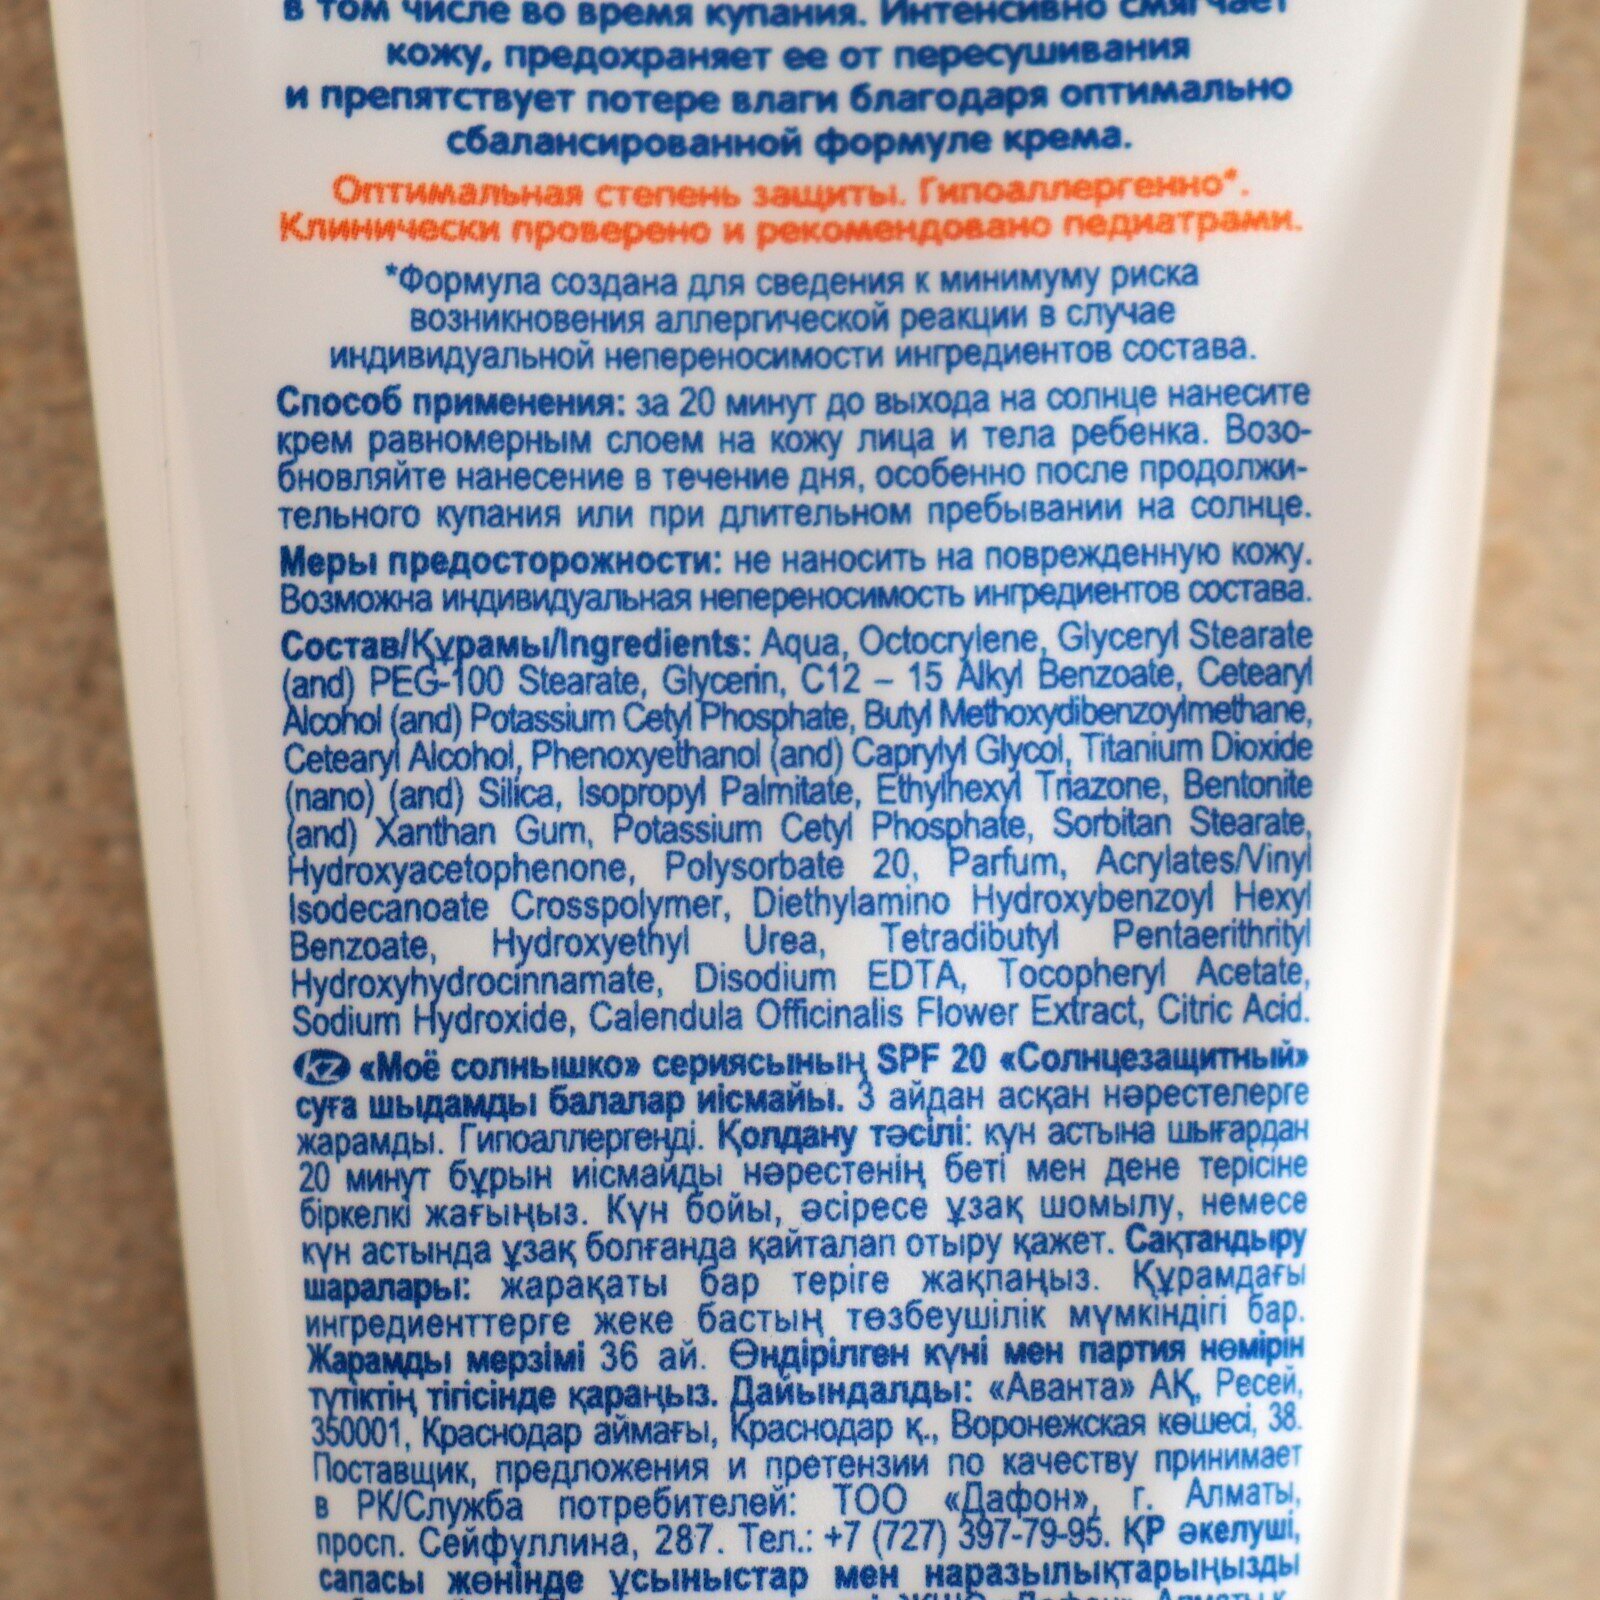 в том числе во время купания. Интенсивно смягчает
кожу, предохраняет ее от пересушивания
и препятствует потере влаги благодаря оптимально
сбалансированной формуле крема.
Оптимальная степень защиты. Гипоаллергенно*.
Клинически проверено и рекомендовано педиатрами.
*Формула создана для сведения к минимуму риска
возникновения аллергической реакции в случае
индивидуальной непереносимости ингредиентов состава.
Способ применения: за 20 минут до выхода на солнце нанесите
крем равномерным слоем на кожу лица и тела ребенка. Возо-
бновляйте нанесение в течение дня, особенно после продолжи-
тельного купания или при длительном пребывании на солнце.
Меры предосторожности: не наносить на поврежденную кожу.
Возможна индивидуальная непереносимость ингредиентов состава.
Состав/Құрамы/Ingredients: Aqua, Octocrylene, Glyceryl Stearate
(and) PEG-100 Stearate, Glycerin, C12 – 15 Alkyl Benzoate, Cetearyl
Alcohol (and) Potassium Cetyl Phosphate, Butyl Methoxydibenzoylmethane,
Cetearyl Alcohol, Phenoxyethanol (and) Caprylyl Glycol, Titanium Dioxide
(nano) (and) Silica, Isopropyl Palmitate, Ethylhexyl Triazone, Bentonite
(and) Xanthan Gum, Potassium Cetyl Phosphate, Sorbitan Stearate,
Hydroxyacetophenone, Polysorbate 20, Parfum, Acrylates/Vinyl
Isodecanoate Crosspolymer, Diethylamino Hydroxybenzoyl Hexyl
Benzoate, Hydroxyethyl Urea, Tetradibutyl Pentaerithrityl
Hydroxyhydrocinnamate, Disodium EDTA, Tocopheryl Acetate,
Sodium Hydroxide, Calendula Officinalis Flower Extract, Citric Acid.
KZ «Моё солнышко» сериясының SPF 20 «Солнцезащитный»
суға шыдамды балалар иісмайы. 3 айдан асқан нәрестелерге
жарамды. Гипоаллергенді. Қолдану тәсілі: күн астына шығардан
20 минут бұрын иісмайды нәрестенің беті мен дене терісіне
біркелкі жағыңыз. Күн бойы, әсіресе ұзақ шомылу, немесе
күн астында ұзақ болғанда қайталап отыру қажет. Сақтандыру
шаралары: жарақаты бар теріге жақпаңыз. Құрамдағы
ингредиенттерге жеке бастың төзбеушілік мүмкіндігі бар.
Жарамды мерзімі 36 ай. Өндірілген күні мен партия нөмірін
түтіктің тігісінде қараңыз. Дайындалды: «Аванта» АҚ, Ресей,
350001, Краснодар аймағы, Краснодар қ., Воронежская көшесі, 38.
Поставщик, предложения и претензии по качеству принимает
в РК/Служба потребителей: ТОО «Дафон», г. Алматы,
просп. Сейфуллина, 287. Тел.: +7 (727) 397-79-95. ҚР әкелуші,
сапасы жөнінде ұсыныстар мен наразылықтарыңызды